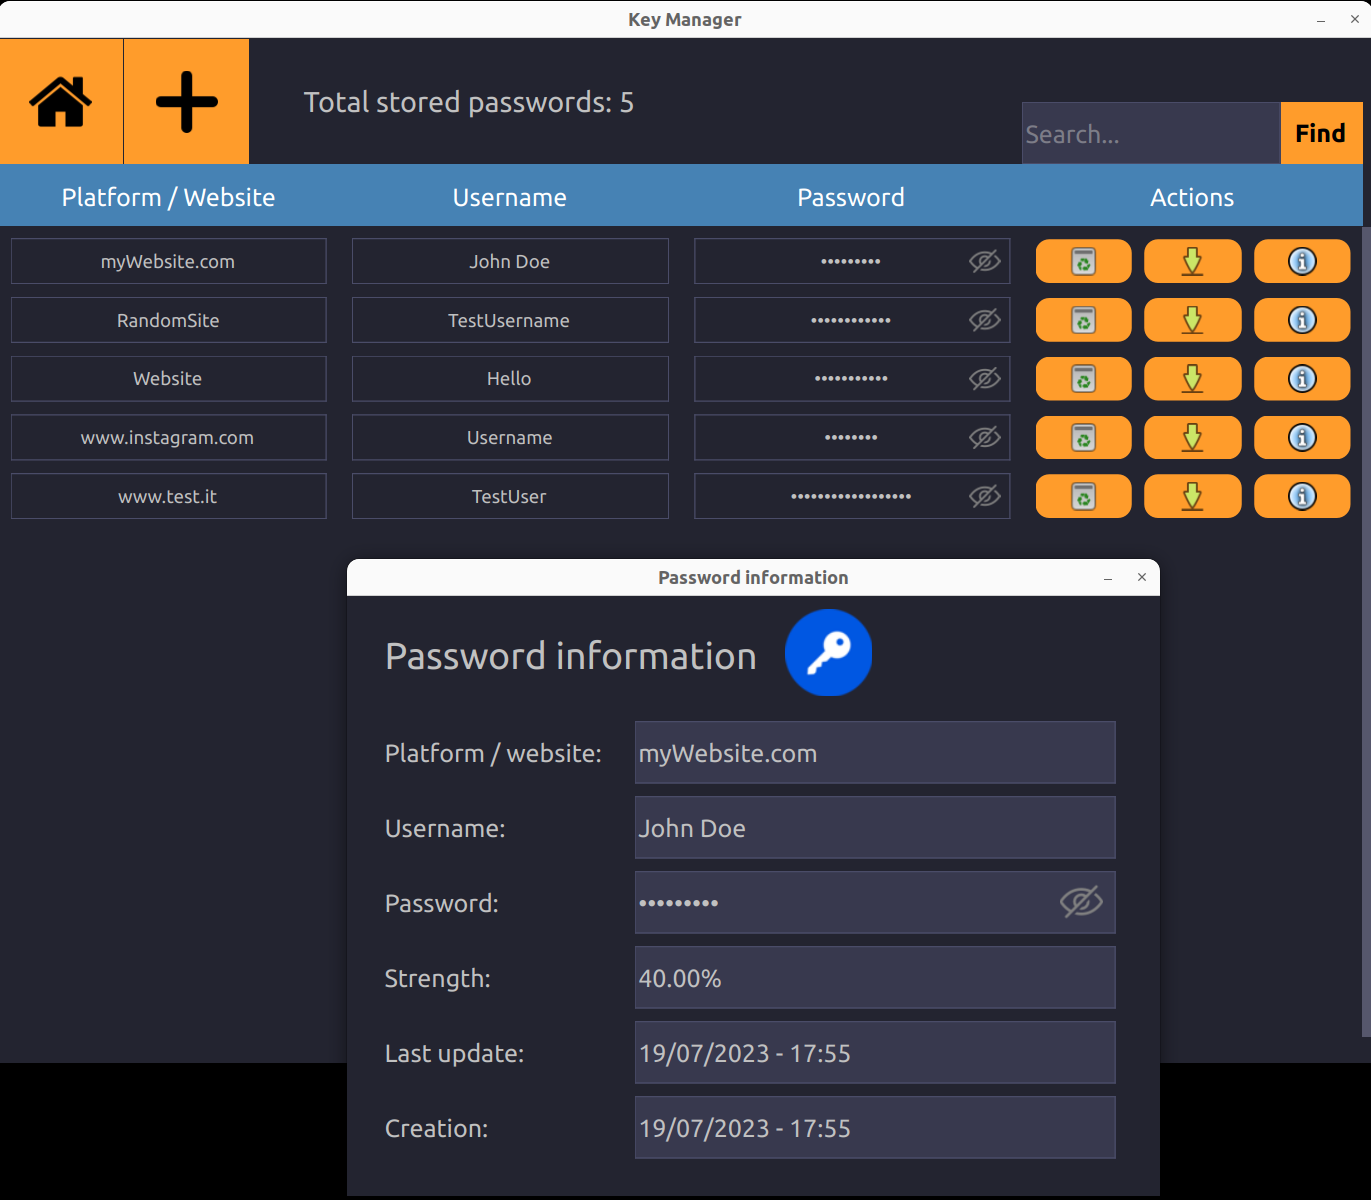 Key Manager
Total stored passwords: 5
Search...
Find
Platform / Website Username Password Actions
myWebsite.com John Doe •••••••••
RandomSite TestUsername ••••••••••••
Website Hello •••••••••••
www.instagram.com Username ••••••••
www.test.it TestUser ••••••••••••••••••
Password information
Password information
Platform / website: myWebsite.com
Username: John Doe
Password: •••••••••
Strength: 40.00%
Last update: 19/07/2023 - 17:55
Creation: 19/07/2023 - 17:55